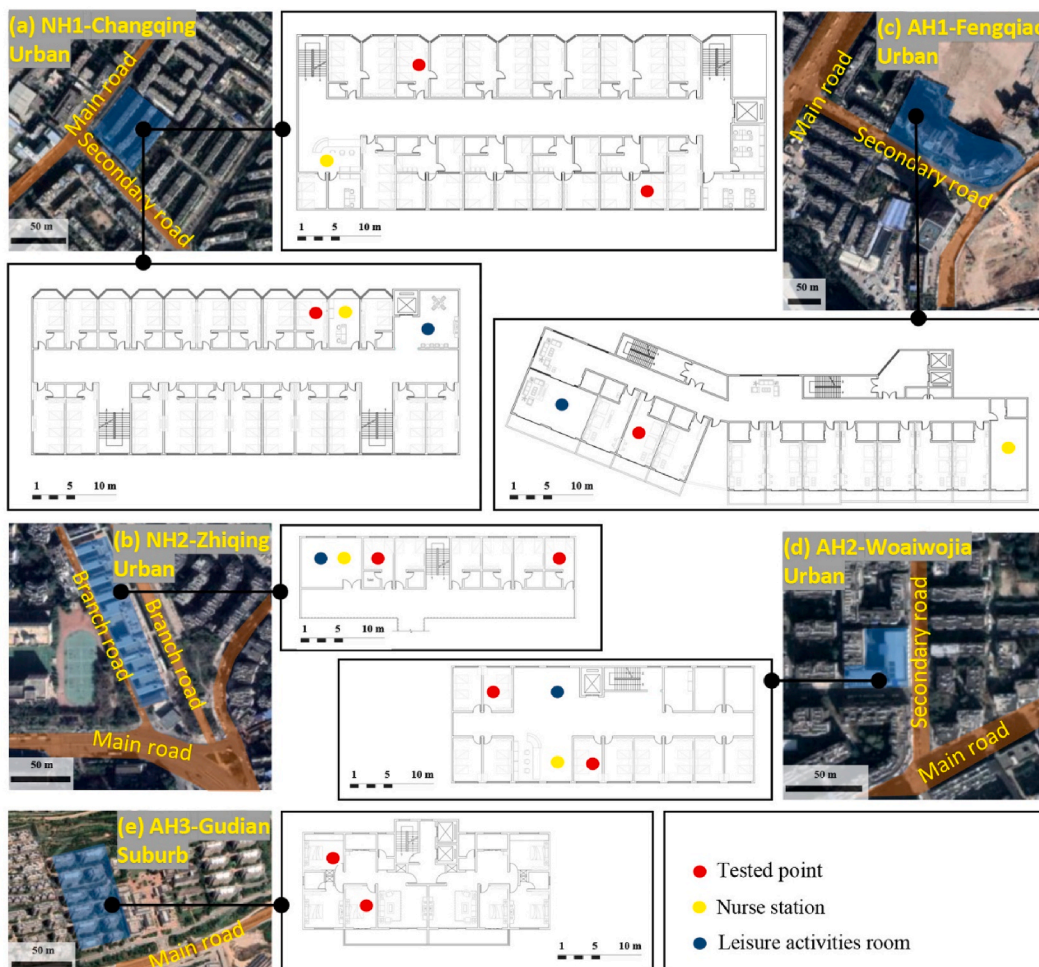 (a) NH1-Changqing
Urban
Main road
Secondary road
50 m
1 5 10 m
(c) AH1-Fengqiao
Urban
Main road
Secondary road
50 m
1 5 10 m
1 5 10 m
(b) NH2-Zhiqing
Urban
Branch road
Branch road
Main road
50 m
1 5 10 m
(d) AH2-Woaiwojia
Urban
Secondary road
Main road
50 m
1 5 10 m
(e) AH3-Gudian
Suburb
Main road
50 m
1 5 10 m
Tested point
Nurse station
Leisure activities room